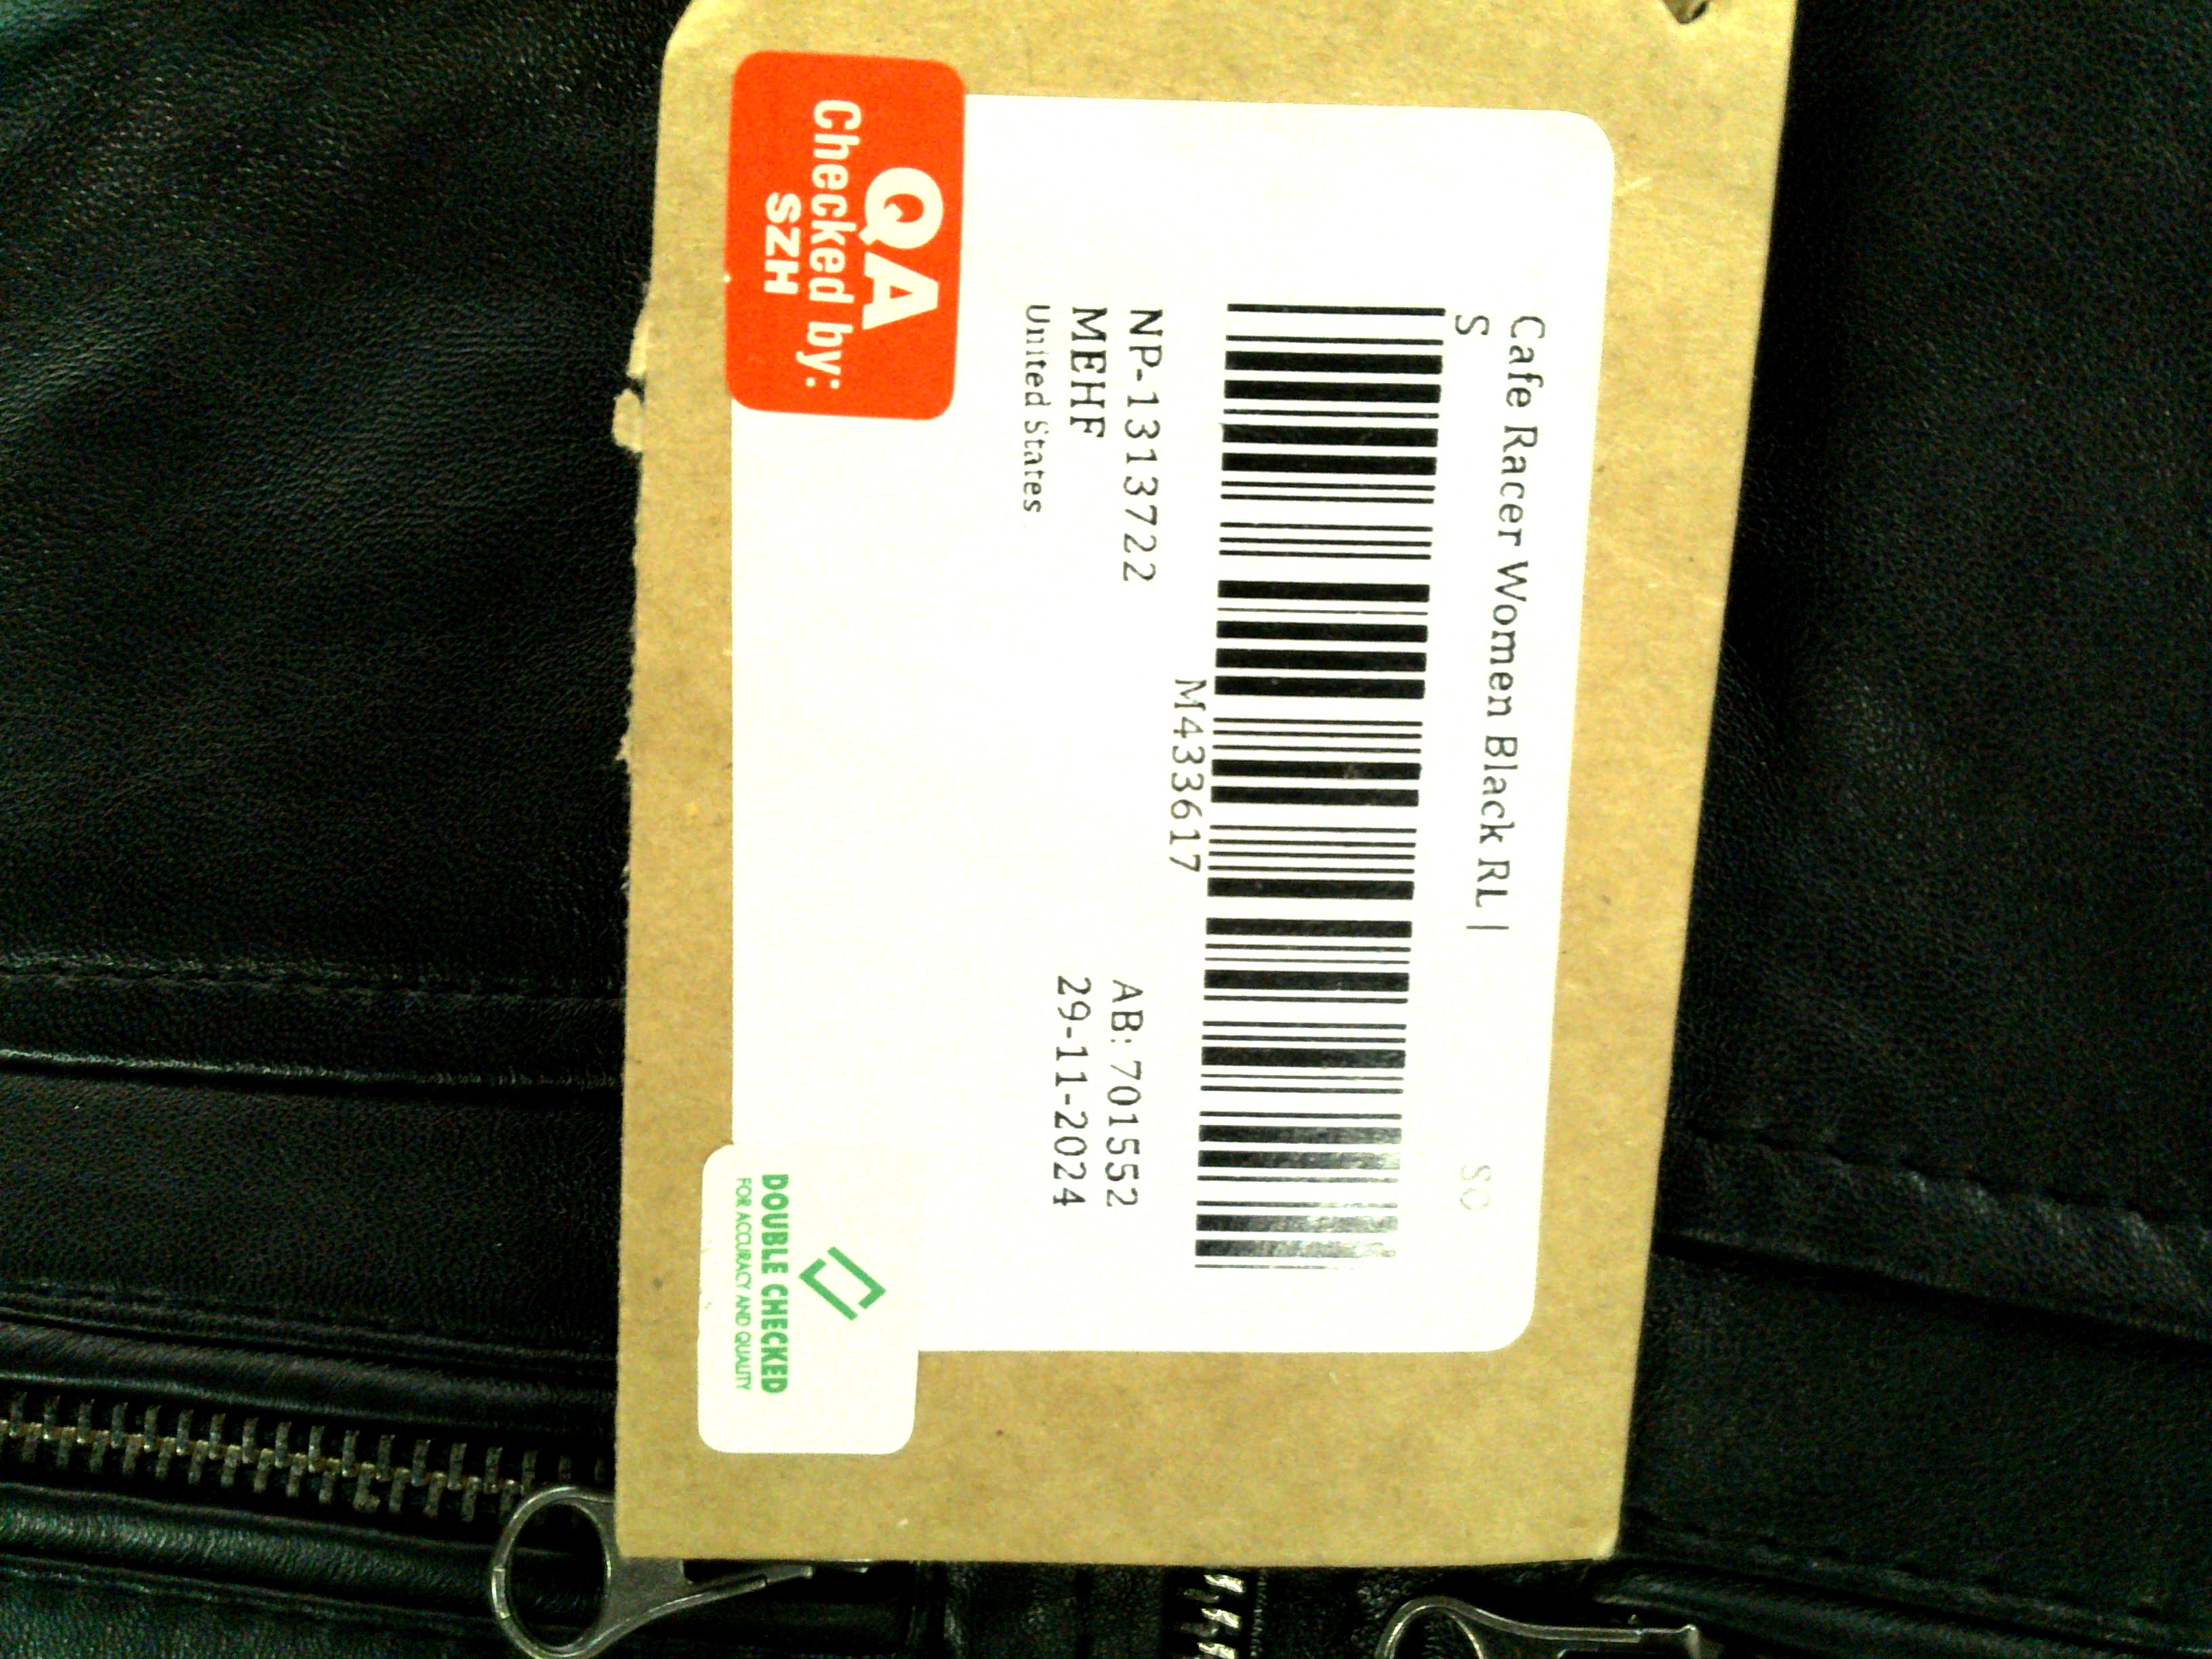 Cafe Racer Women Black RL |
S
SO
M433617
NP-1313722
AB: 701552
MEHF
29-11-2024
United States
QA
Checked by:
SZH
DOUBLE CHECKED
FOR ACCURACY AND QUALITY